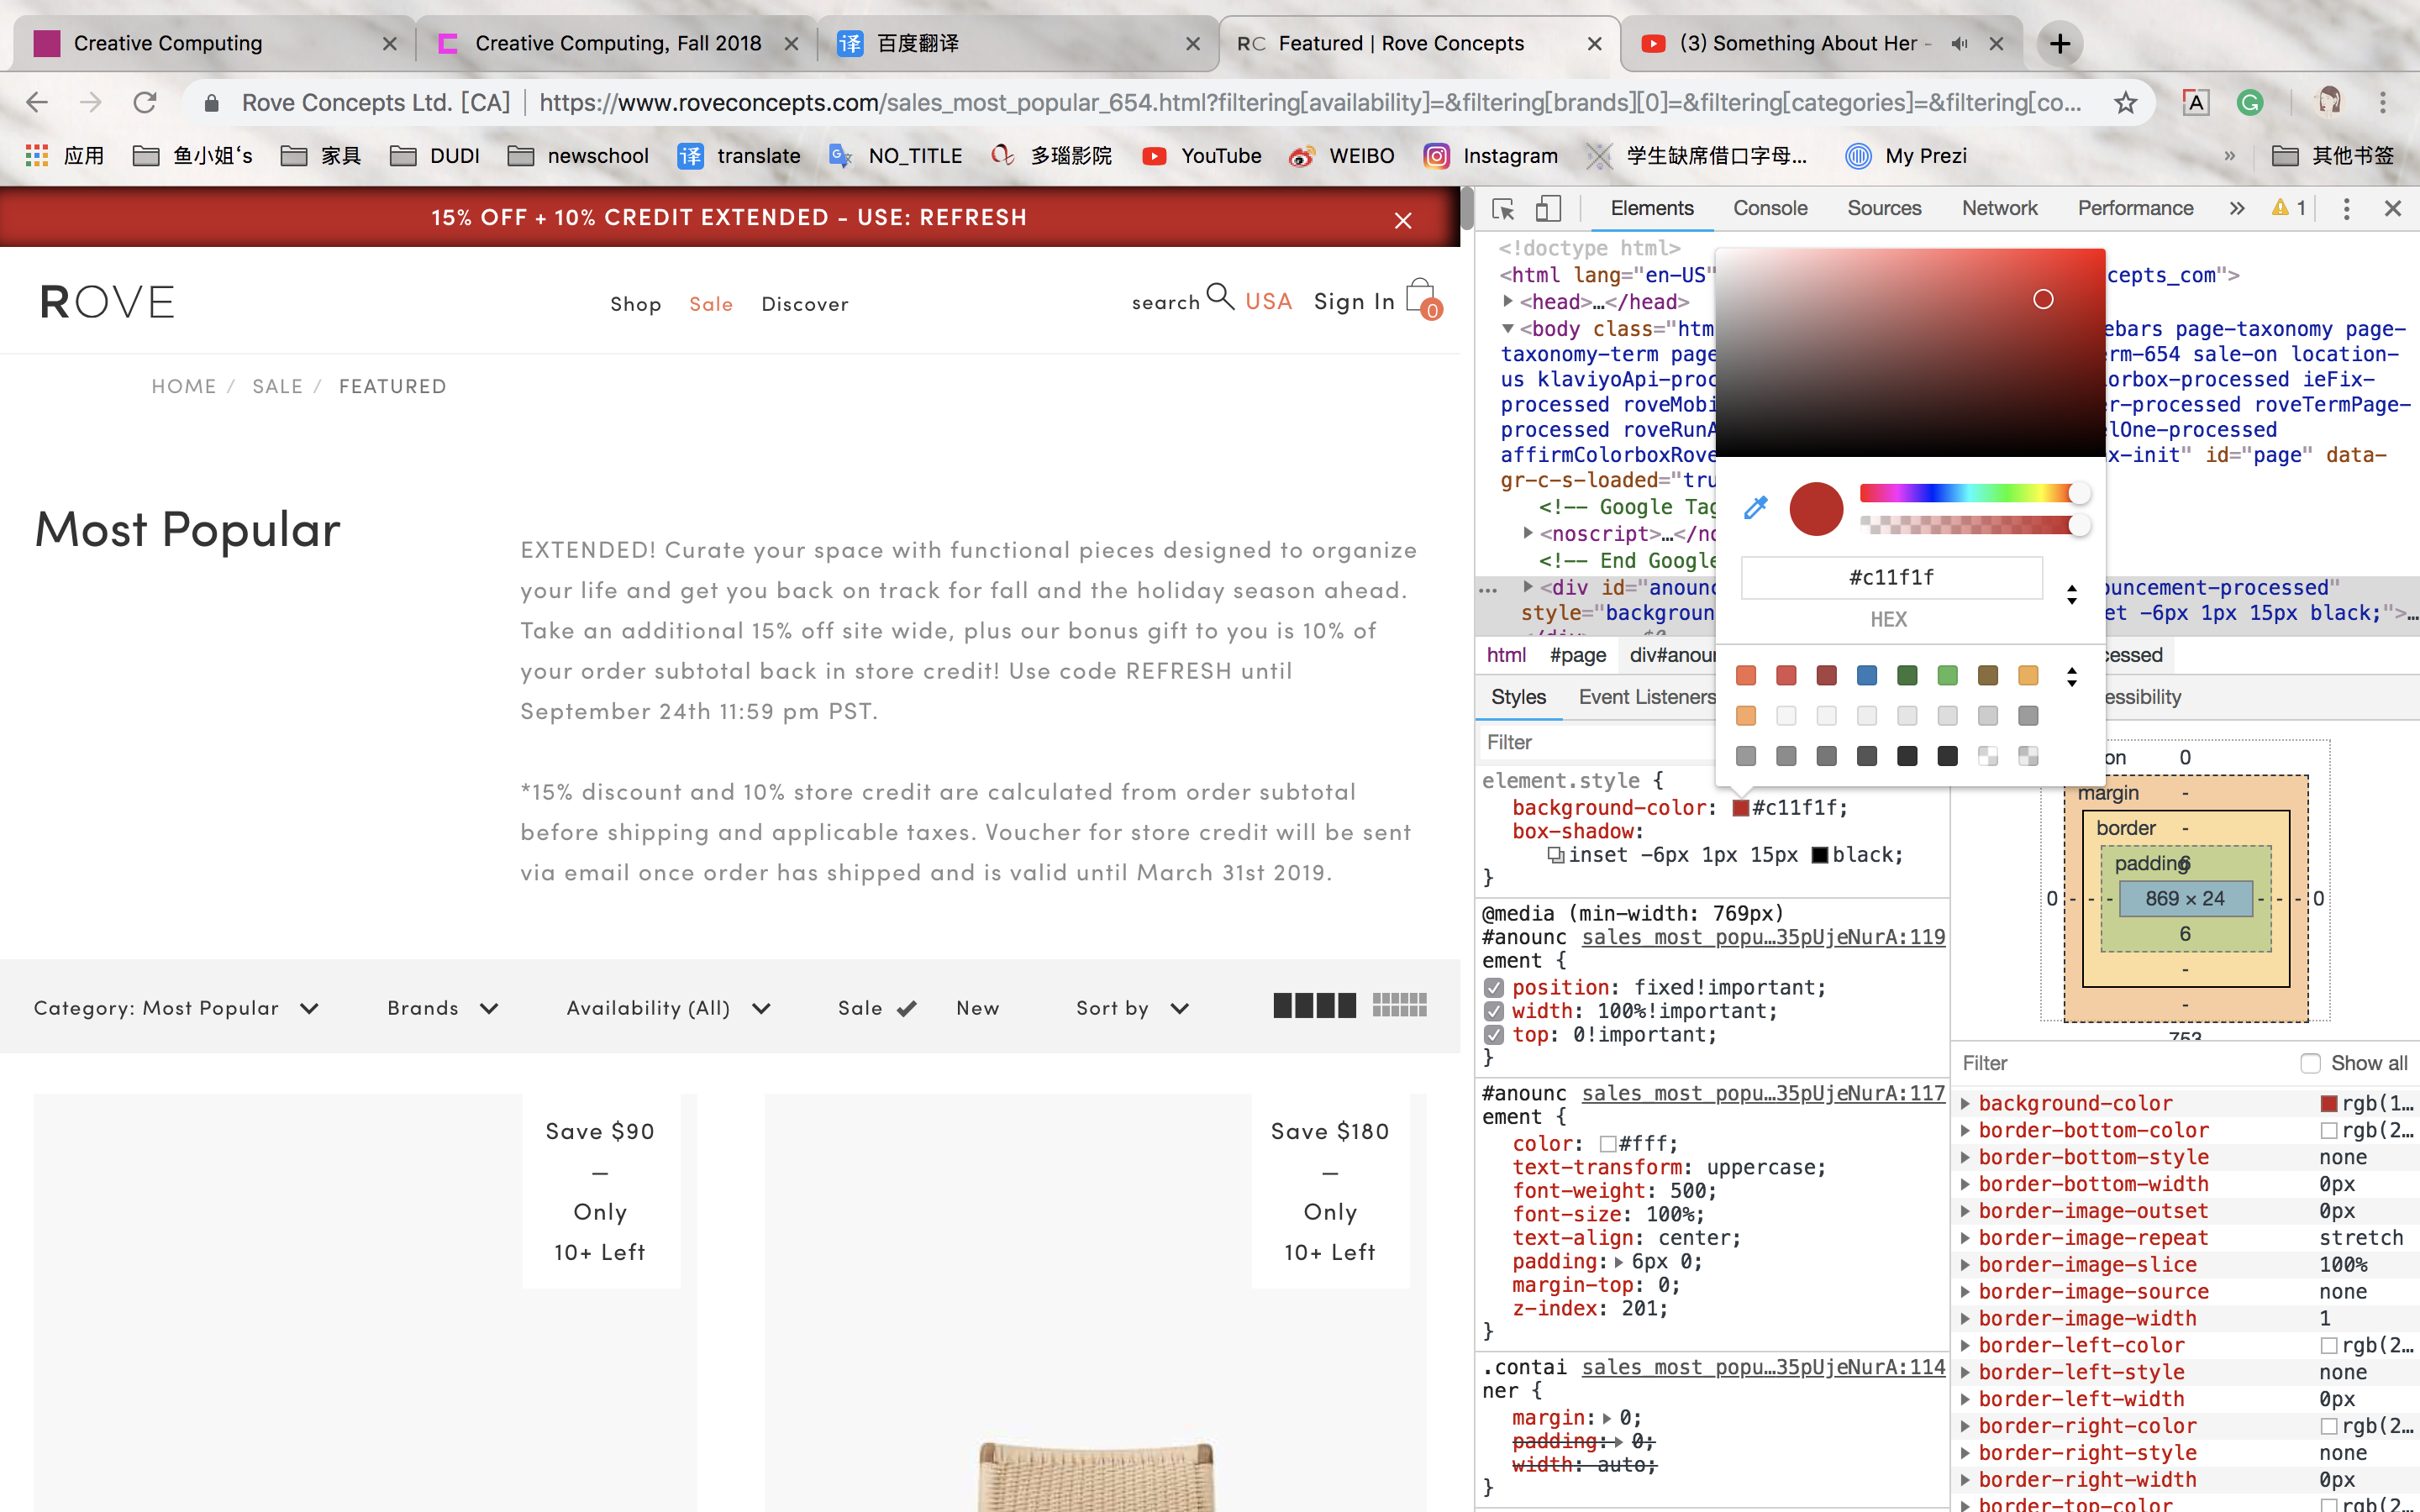 Creative Computing
Creative Computing, Fall 2018
译 百度翻译
RC Featured | Rove Concepts
(3) Something About Her -
Rove Concepts Ltd. [CA] | https://www.roveconcepts.com/sales_most_popular_654.html?filtering[availability]=&filtering[brands][0]=&filtering[categories]=&filtering[co...
应用 鱼小姐‘s 家具 DUDI newschool 译 translate NO_TITLE 多瑙影院 YouTube WEIBO Instagram 学生缺席借口字母... My Prezi » 其他书签
15% OFF + 10% CREDIT EXTENDED - USE: REFRESH
ROVE
Shop Sale Discover
search USA Sign In 0
HOME / SALE / FEATURED
Most Popular
EXTENDED! Curate your space with functional pieces designed to organize
your life and get you back on track for fall and the holiday season ahead.
Take an additional 15% off site wide, plus our bonus gift to you is 10% of
your order subtotal back in store credit! Use code REFRESH until
September 24th 11:59 pm PST.
*15% discount and 10% store credit are calculated from order subtotal
before shipping and applicable taxes. Voucher for store credit will be sent
via email once order has shipped and is valid until March 31st 2019.
Category: Most Popular Brands Availability (All) Sale New Sort by
Save $90
—
Only
10+ Left
Save $180
—
Only
10+ Left
Elements Console Sources Network Performance » 1
<!doctype html>
<html lang="en-US" cepts_com">
<head>…</head>
<body class="htm ebars page-taxonomy page-
taxonomy-term page rm-654 sale-on location-
us klaviyoApi-proc orbox-processed ieFix-
processed roveMobi r-processed roveTermPage-
processed roveRunA lOne-processed
affirmColorboxRove x-init" id="page" data-
gr-c-s-loaded="tru
<!-- Google Tag
<noscript>…</no
<!-- End Google
<div id="anounc ouncement-processed"
style="backgroun et -6px 1px 15px black;">…
#c11f1f
HEX
html #page div#anour cessed
Styles Event Listeners essibility
Filter
element.style {
background-color: #c11f1f;
box-shadow:
inset -6px 1px 15px black;
}
@media (min-width: 769px)
#anounc sales_most_popu…35pUjeNurA:119
ement {
position: fixed!important;
width: 100%!important;
top: 0!important;
}
#anounc sales_most_popu…35pUjeNurA:117
ement {
color: #fff;
text-transform: uppercase;
font-weight: 500;
font-size: 100%;
text-align: center;
padding: 6px 0;
margin-top: 0;
z-index: 201;
}
.contai sales_most_popu…35pUjeNurA:114
ner {
margin: 0;
padding: 0;
width: auto;
}
on 0
margin -
border -
padding 6
0 - - - 869 × 24 - - - 0
6
-
-
753
Filter Show all
background-color rgb(1…
border-bottom-color rgb(2…
border-bottom-style none
border-bottom-width 0px
border-image-outset 0px
border-image-repeat stretch
border-image-slice 100%
border-image-source none
border-image-width 1
border-left-color rgb(2…
border-left-style none
border-left-width 0px
border-right-color rgb(2…
border-right-style none
border-right-width 0px
border-top-color rgb(2…